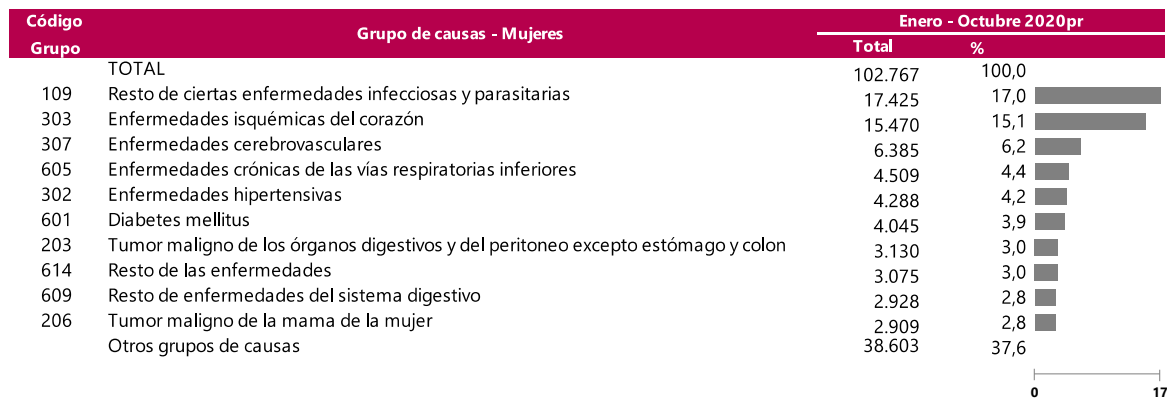 Código Grupo Grupo de causas - Mujeres Enero - Octubre 2020pr
Total %
TOTAL 102.767 100,0
109 Resto de ciertas enfermedades infecciosas y parasitarias 17.425 17,0
303 Enfermedades isquémicas del corazón 15.470 15,1
307 Enfermedades cerebrovasculares 6.385 6,2
605 Enfermedades crónicas de las vías respiratorias inferiores 4.509 4,4
302 Enfermedades hipertensivas 4.288 4,2
601 Diabetes mellitus 4.045 3,9
203 Tumor maligno de los órganos digestivos y del peritoneo excepto estómago y colon 3.130 3,0
614 Resto de las enfermedades 3.075 3,0
609 Resto de enfermedades del sistema digestivo 2.928 2,8
206 Tumor maligno de la mama de la mujer 2.909 2,8
Otros grupos de causas 38.603 37,6
0 17